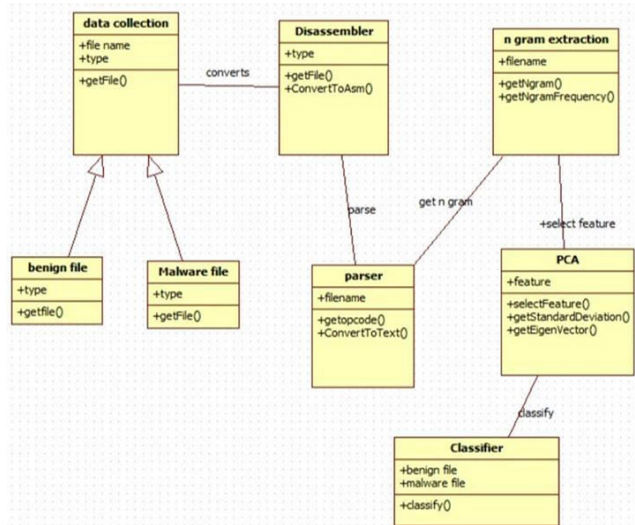 data collection
+file name
+type
+getFile()
converts
Disassembler
+type
+getFile()
+ConvertToAsm()
n gram extraction
+filename
+getNgram()
+getNgramFrequency()
parse
get n gram
+select feature
benign file
+type
+getfile()
Malware file
+type
+getFile()
parser
+filename
+getopcode()
+ConvertToText()
PCA
+feature
+selectFeature()
+getStandardDeviation()
+getEigenVector()
classify
Classifier
+benign file
+malware file
+classify()